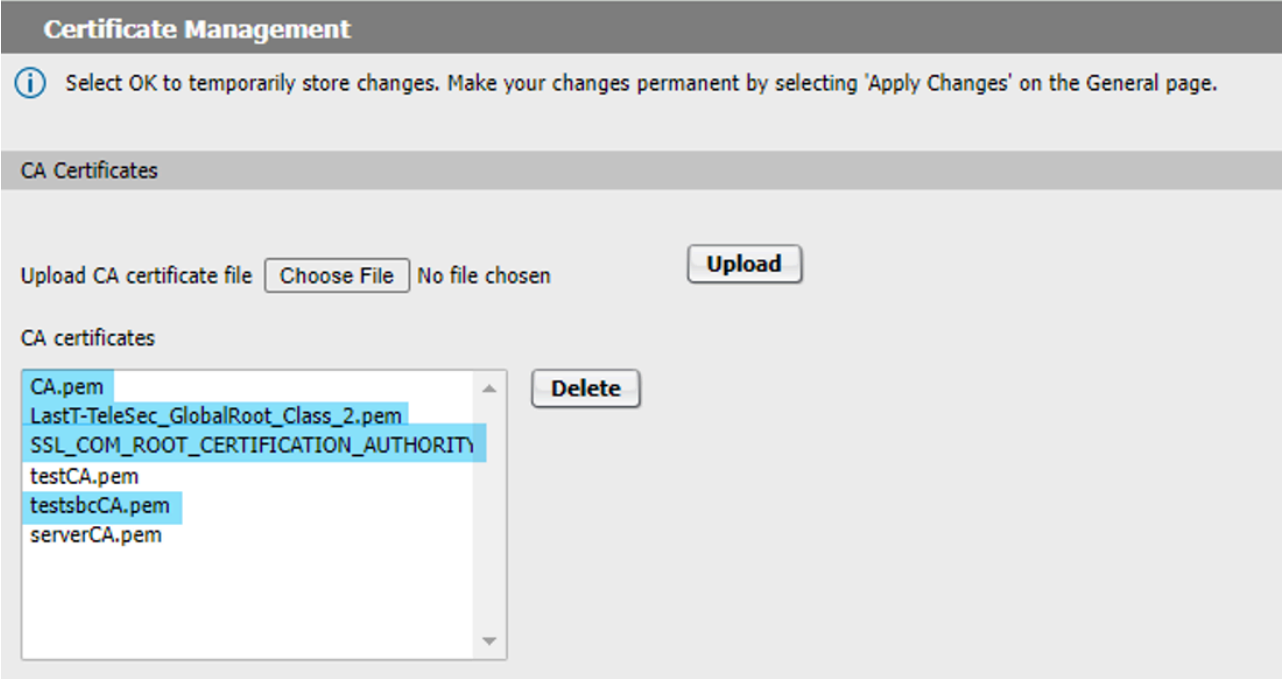 Certificate Management
Select OK to temporarily store changes. Make your changes permanent by selecting 'Apply Changes' on the General page.
CA Certificates
Upload CA certificate file Choose File No file chosen Upload
CA certificates
CA.pem Delete
LastT-TeleSec_GlobalRoot_Class_2.pem
SSL_COM_ROOT_CERTIFICATION_AUTHORITY
testCA.pem
testsbcCA.pem
serverCA.pem